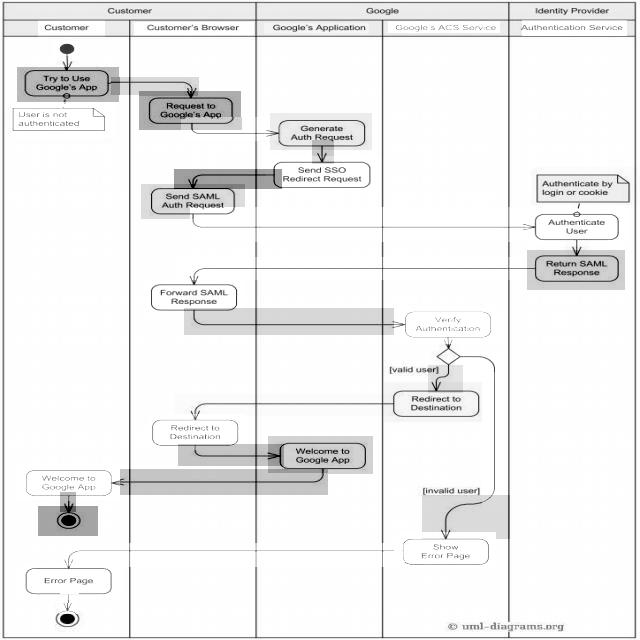 Customer
Google
Identity Provider
Customer
Customer's Browser
Google's Application
Google's ACS Service
Authentication Service
Try to Use
Google's App
User is not
authenticated
Request to
Google's App
Generate
Auth Request
Send SSO
Redirect Request
Send SAML
Auth Request
Authenticate by
login or cookie
Authenticate
User
Return SAML
Response
Forward SAML
Response
Verify
Authentication
[valid user]
Redirect to
Destination
Redirect to
Destination
Welcome to
Google App
Welcome to
Google App
[invalid user]
Show
Error Page
Error Page
© uml-diagrams.org